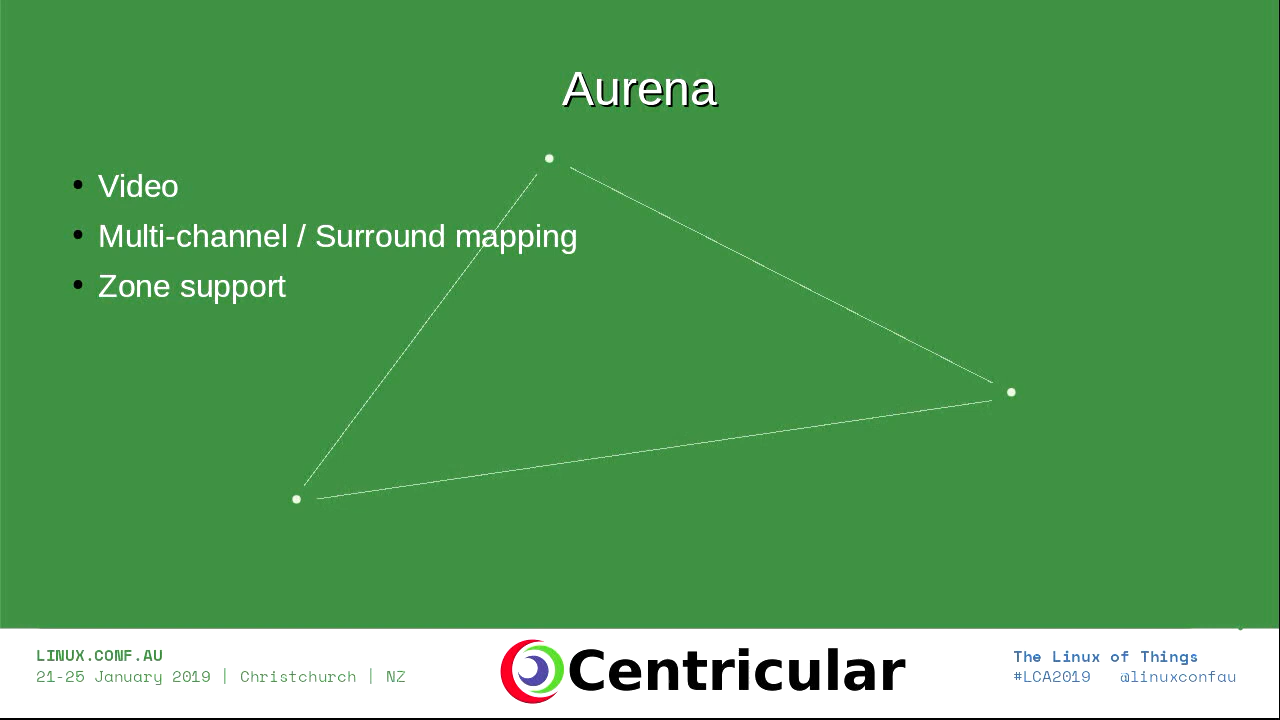 Aurena
Video
Multi-channel / Surround mapping
Zone support
LINUX.CONF.AU
21-25 January 2019 | Christchurch | NZ
Centricular
The Linux of Things
#LCA2019 @linuxconfau